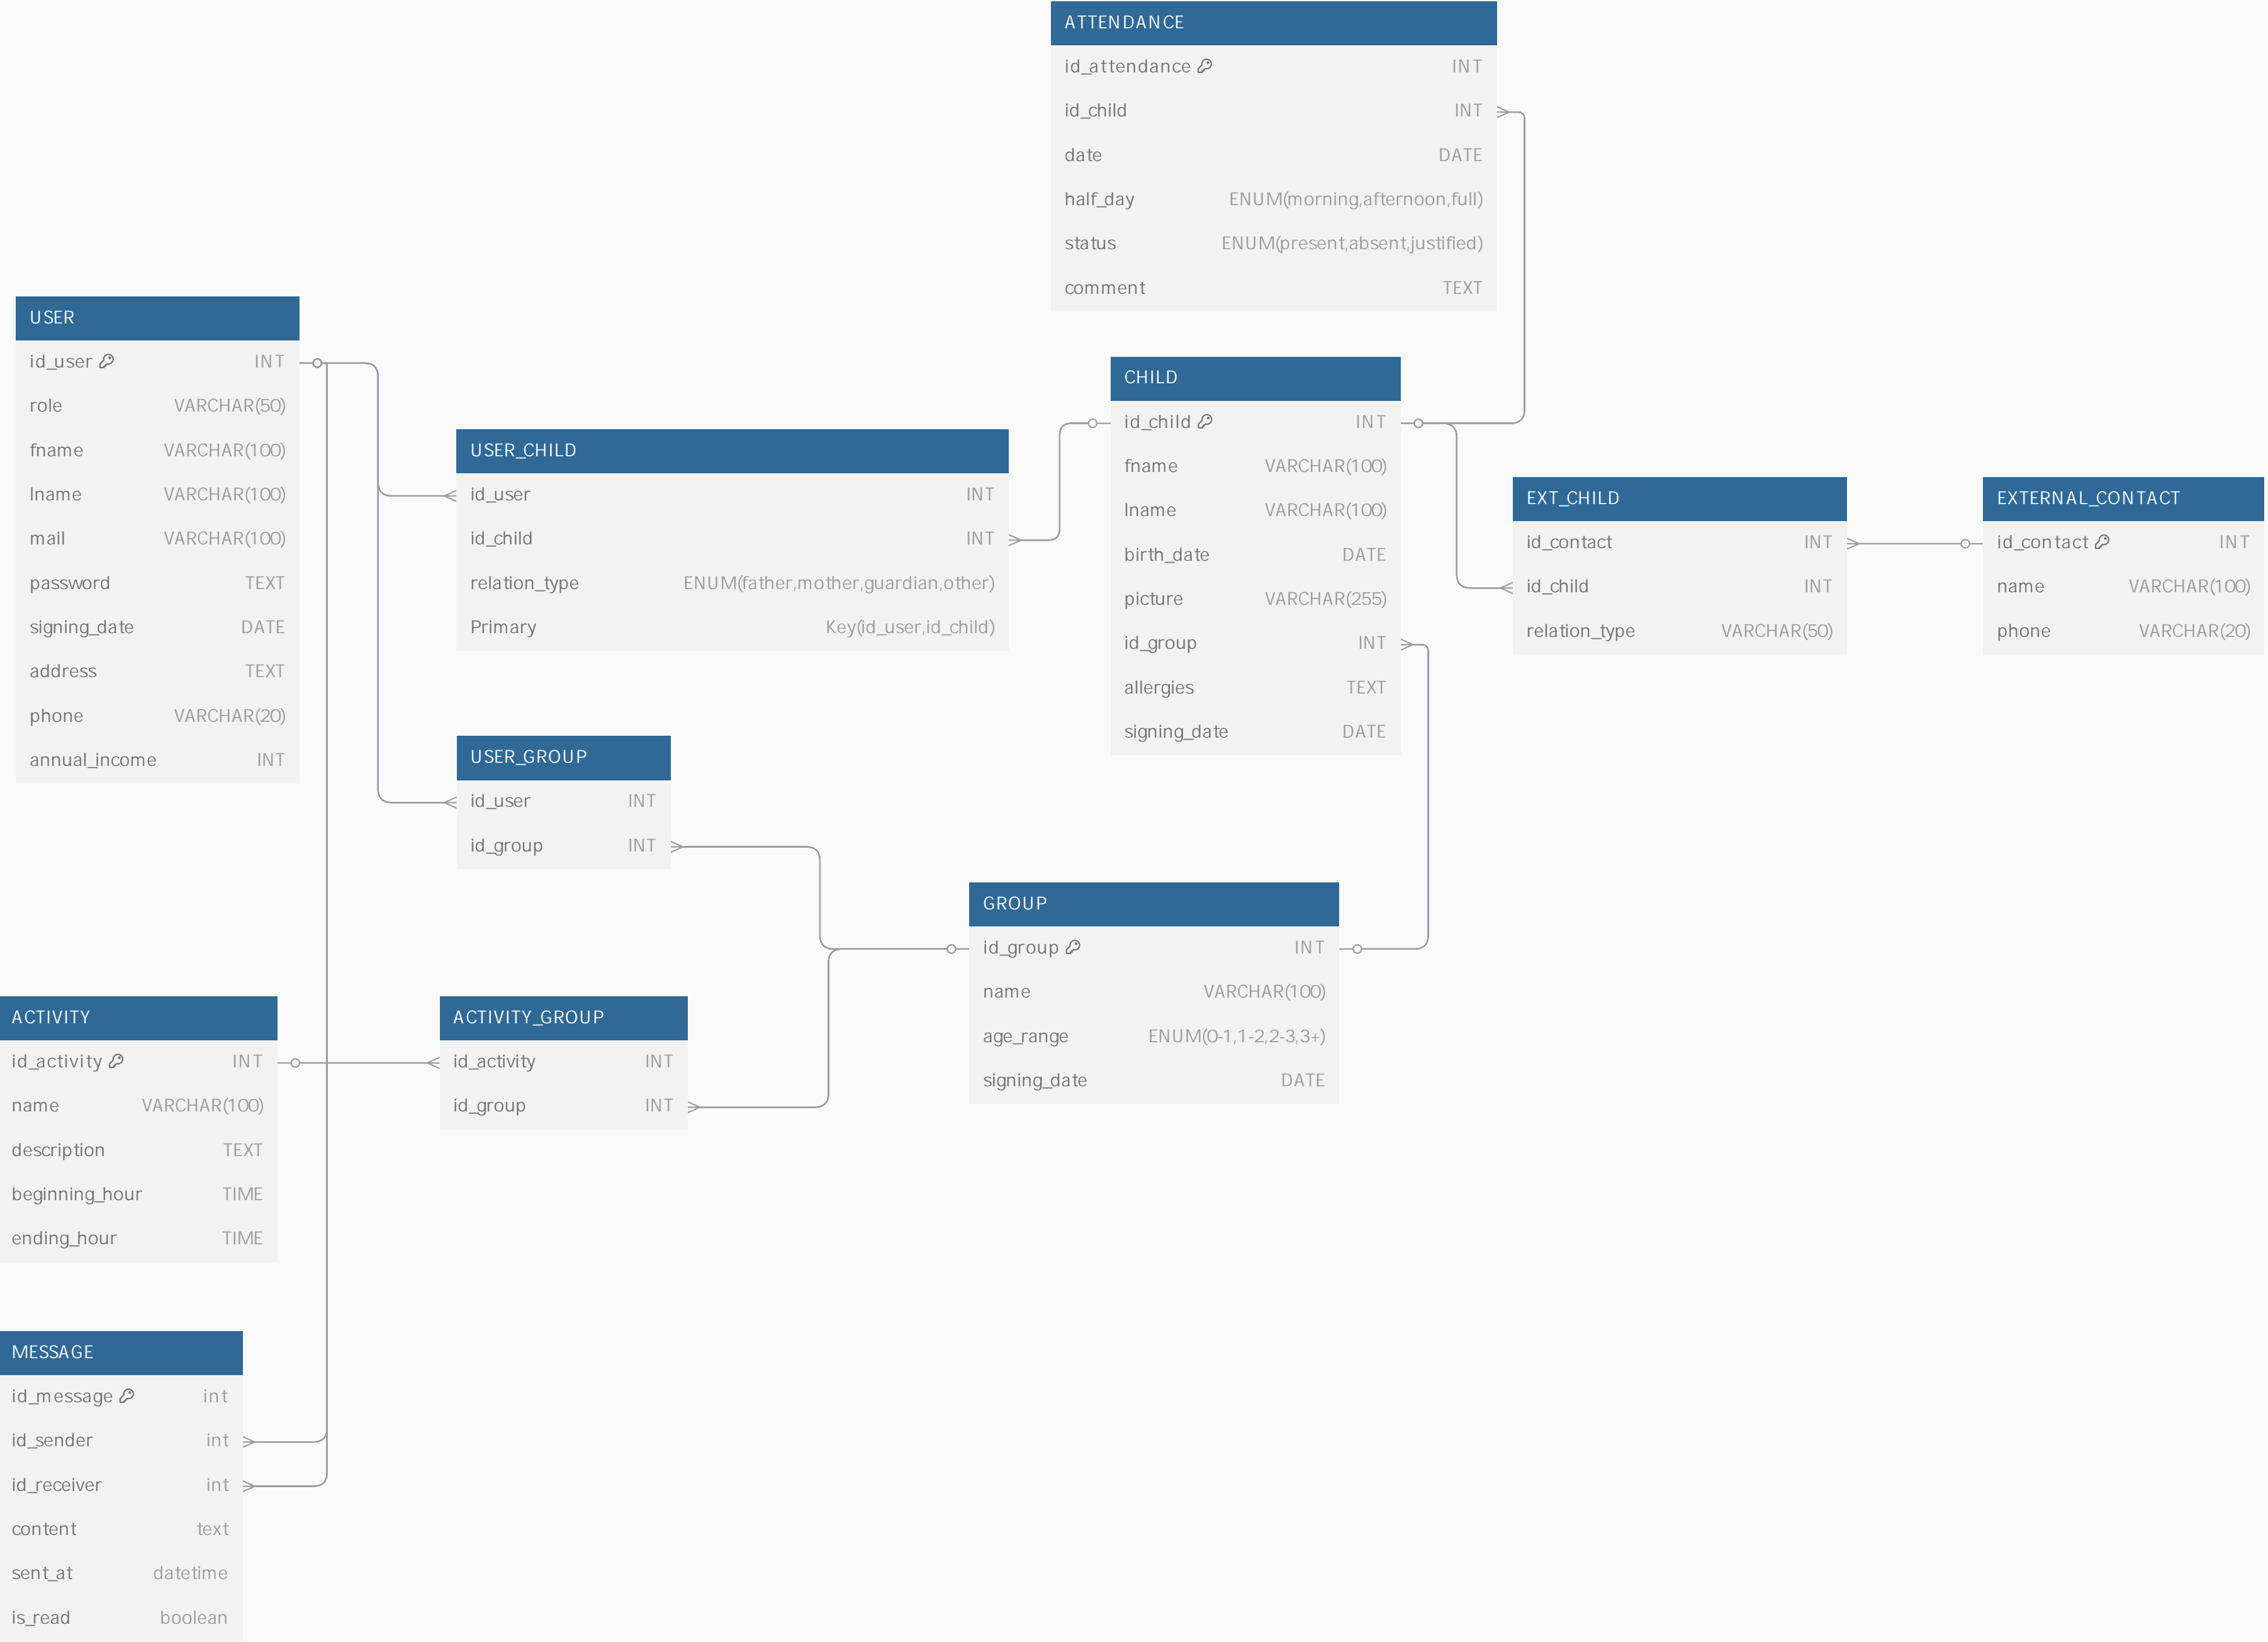 ATTENDANCE
id_attendance INT
id_child INT
date DATE
half_day ENUM(morning,afternoon,full)
status ENUM(present,absent,justified)
comment TEXT
USER
id_user INT
role VARCHAR(50)
fname VARCHAR(100)
lname VARCHAR(100)
mail VARCHAR(100)
password TEXT
signing_date DATE
address TEXT
phone VARCHAR(20)
annual_income INT
USER_CHILD
id_user INT
id_child INT
relation_type ENUM(father,mother,guardian,other)
Primary Key(id_user,id_child)
CHILD
id_child INT
fname VARCHAR(100)
lname VARCHAR(100)
birth_date DATE
picture VARCHAR(255)
id_group INT
allergies TEXT
signing_date DATE
EXT_CHILD
id_contact INT
id_child INT
relation_type VARCHAR(50)
EXTERNAL_CONTACT
id_contact INT
name VARCHAR(100)
phone VARCHAR(20)
USER_GROUP
id_user INT
id_group INT
GROUP
id_group INT
name VARCHAR(100)
age_range ENUM(0-1,1-2,2-3,3+)
signing_date DATE
ACTIVITY
id_activity INT
name VARCHAR(100)
description TEXT
beginning_hour TIME
ending_hour TIME
ACTIVITY_GROUP
id_activity INT
id_group INT
MESSAGE
id_message int
id_sender int
id_receiver int
content text
sent_at datetime
is_read boolean